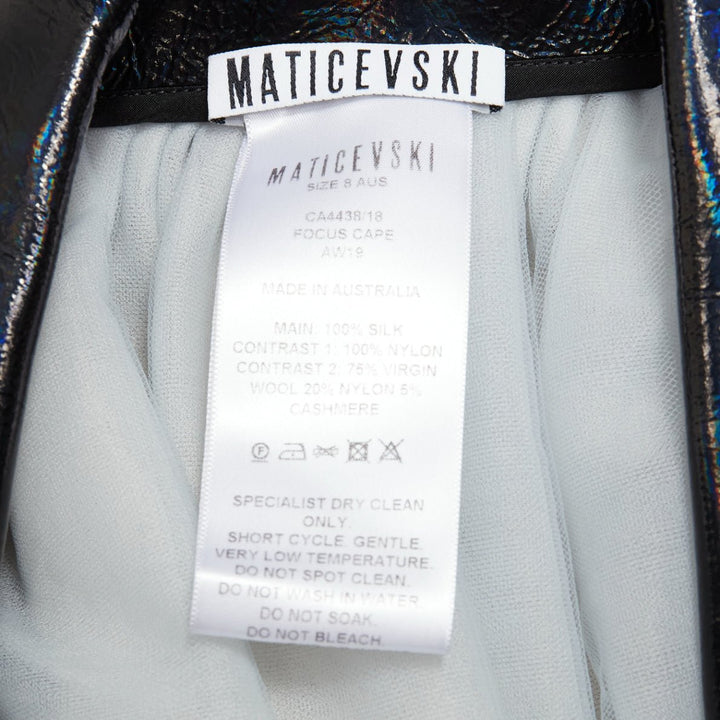 MATICEVSKI
MATICEVSKI
SIZE 8 AUS
CA4438/18
FOCUS CAPE
AW19
MADE IN AUSTRALIA
MAIN: 100% SILK
CONTRAST 1: 100% NYLON
CONTRAST 2: 75% VIRGIN
WOOL 20% NYLON 5%
CASHMERE
SPECIALIST DRY CLEAN
ONLY.
SHORT CYCLE. GENTLE.
VERY LOW TEMPERATURE.
DO NOT SPOT CLEAN.
DO NOT WASH IN WATER
DO NOT SOAK.
DO NOT BLEACH.